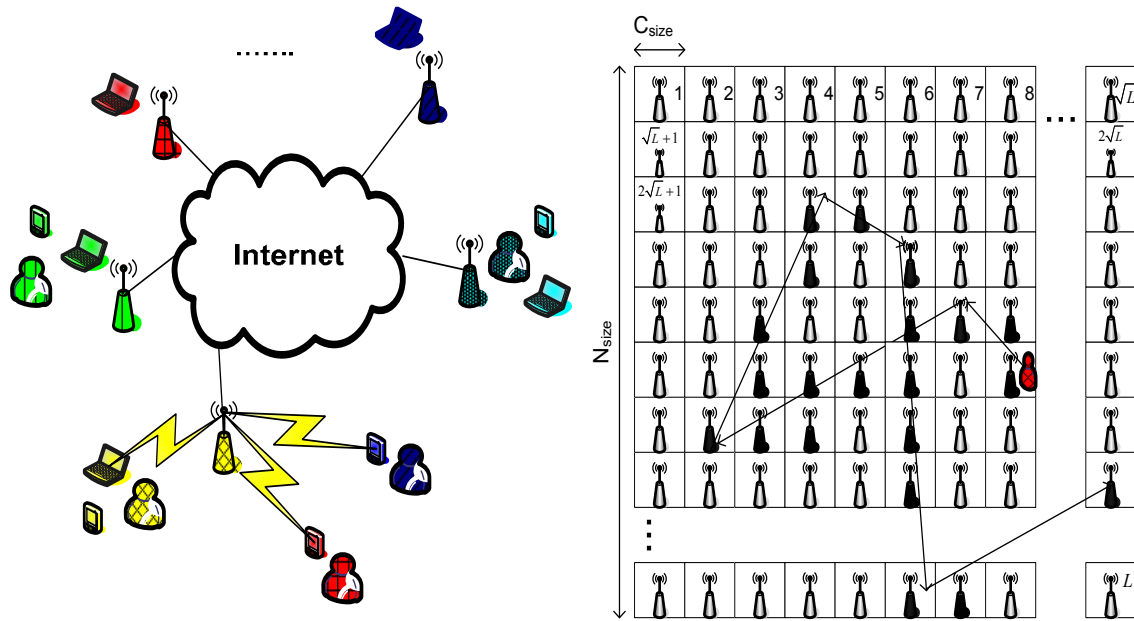 .......
Internet
C_size
N_size
1 2 3 4 5 6 7 8 ... √L
√L+1 2√L
2√L+1
⋮
L